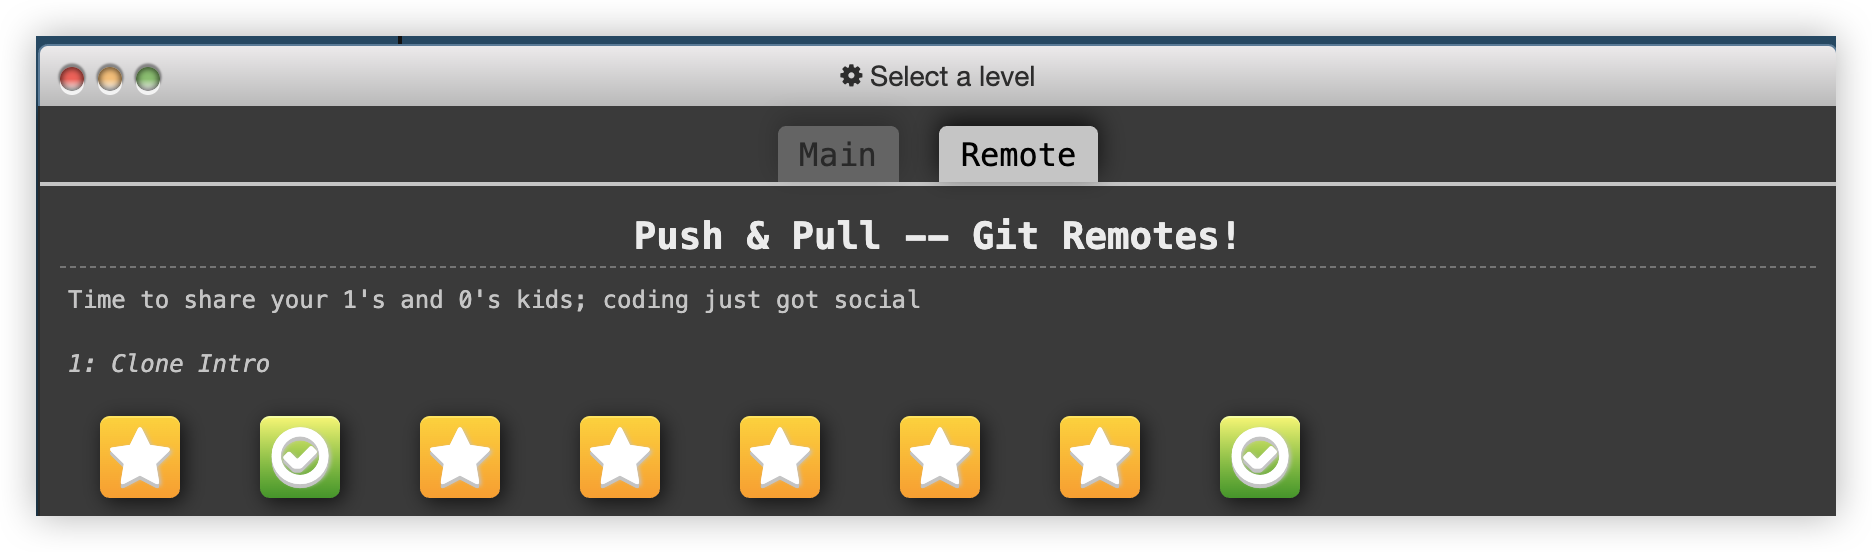 Select a level
Main
Remote
Push & Pull -- Git Remotes!
Time to share your 1's and 0's kids; coding just got social
1: Clone Intro